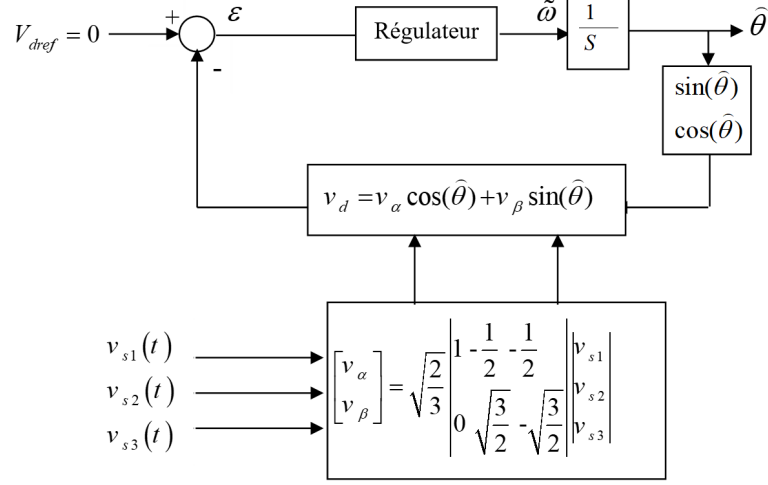 V_dref = 0
+
-
ε
Régulateur
ω̃
1/S
θ̂
sin(θ̂)
cos(θ̂)
v_d =v_α cos(θ̂)+v_β sin(θ̂)
v_s1(t)
v_s2(t)
v_s3(t)
[v_α v_β] = √(2/3) |1 -1/2 -1/2| |v_s1|
|0 √(3/2) -√(3/2)| |v_s2|
|v_s3|